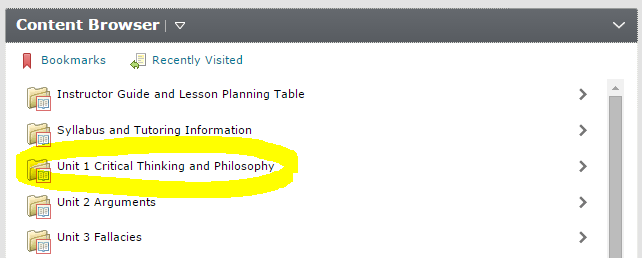 Content Browser
Bookmarks Recently Visited
Instructor Guide and Lesson Planning Table
Syllabus and Tutoring Information
Unit 1 Critical Thinking and Philosophy
Unit 2 Arguments
Unit 3 Fallacies